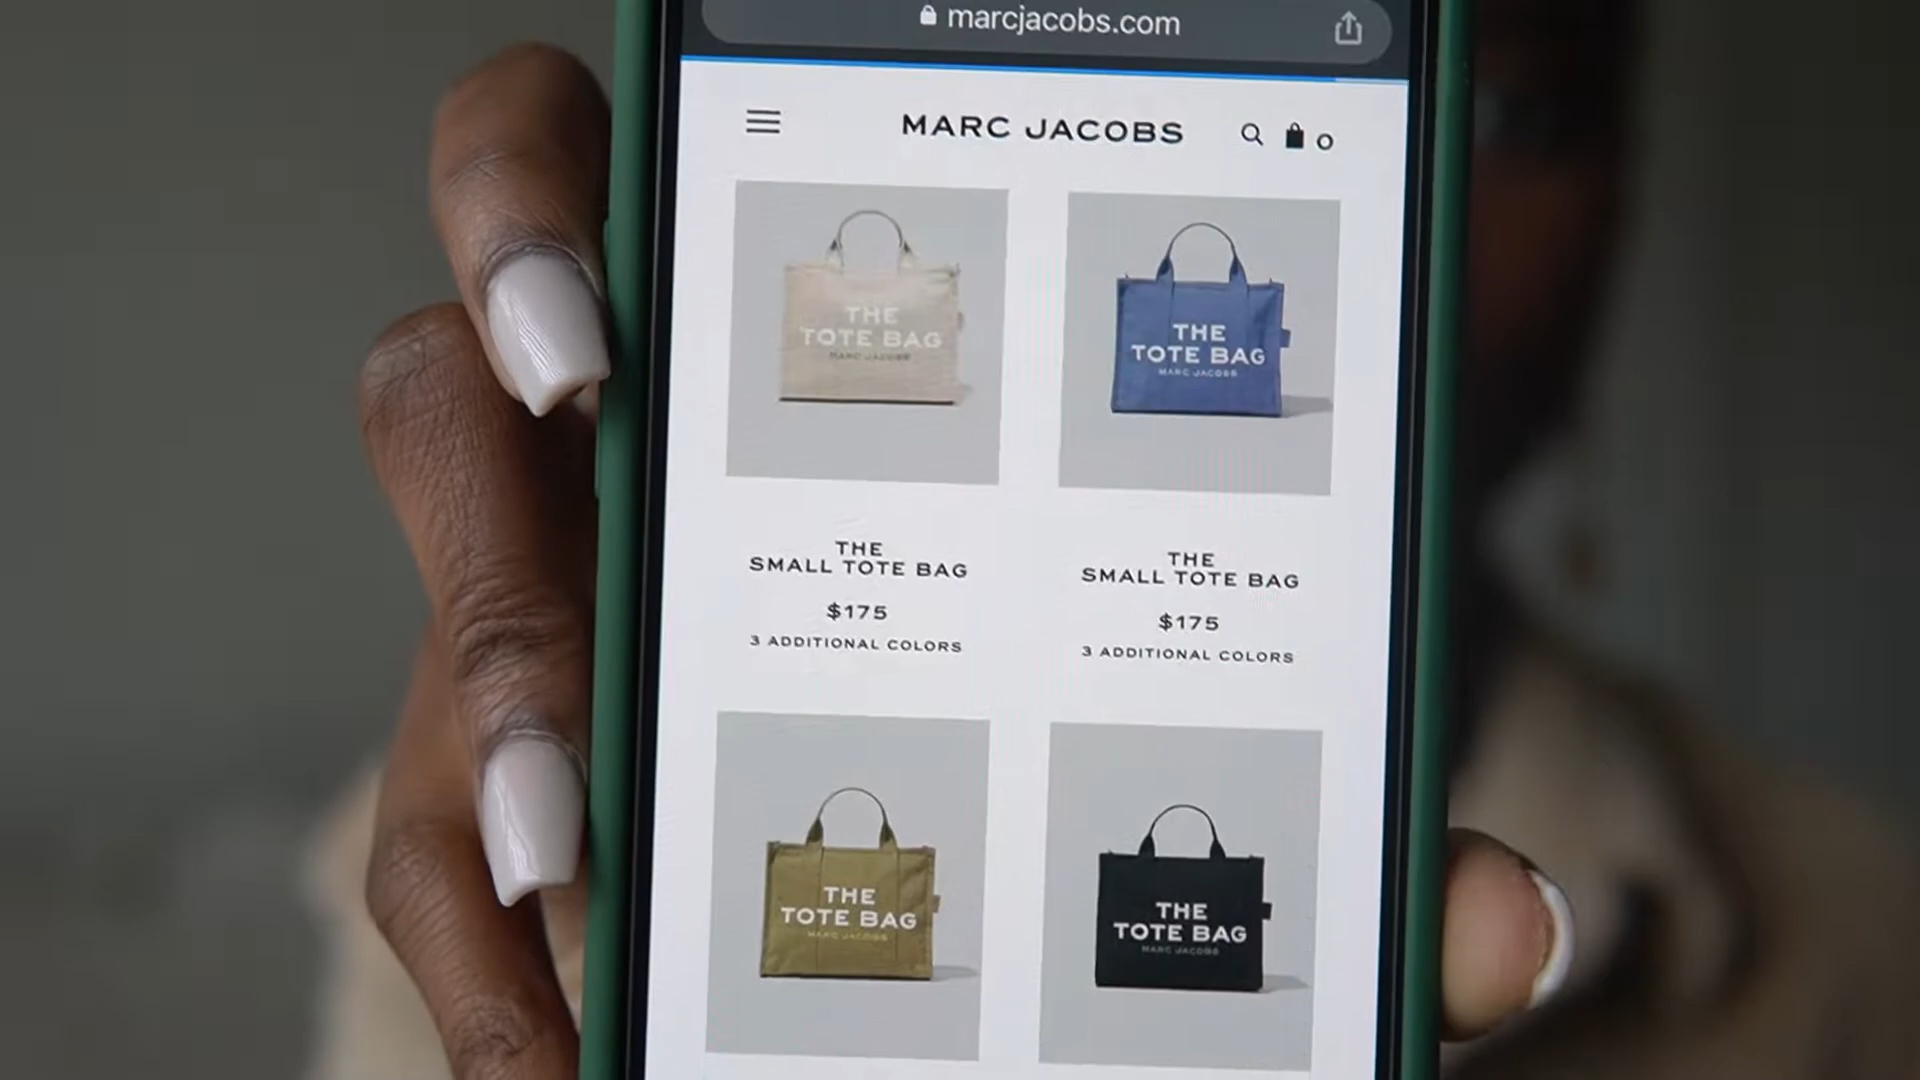 marcjacobs.com
MARC JACOBS
0
THE
TOTE BAG
MARC JACOBS
THE
TOTE BAG
MARC JACOBS
THE
SMALL TOTE BAG
$175
3 ADDITIONAL COLORS
THE
SMALL TOTE BAG
$175
3 ADDITIONAL COLORS
THE
TOTE BAG
MARC JACOBS
THE
TOTE BAG
MARC JACOBS